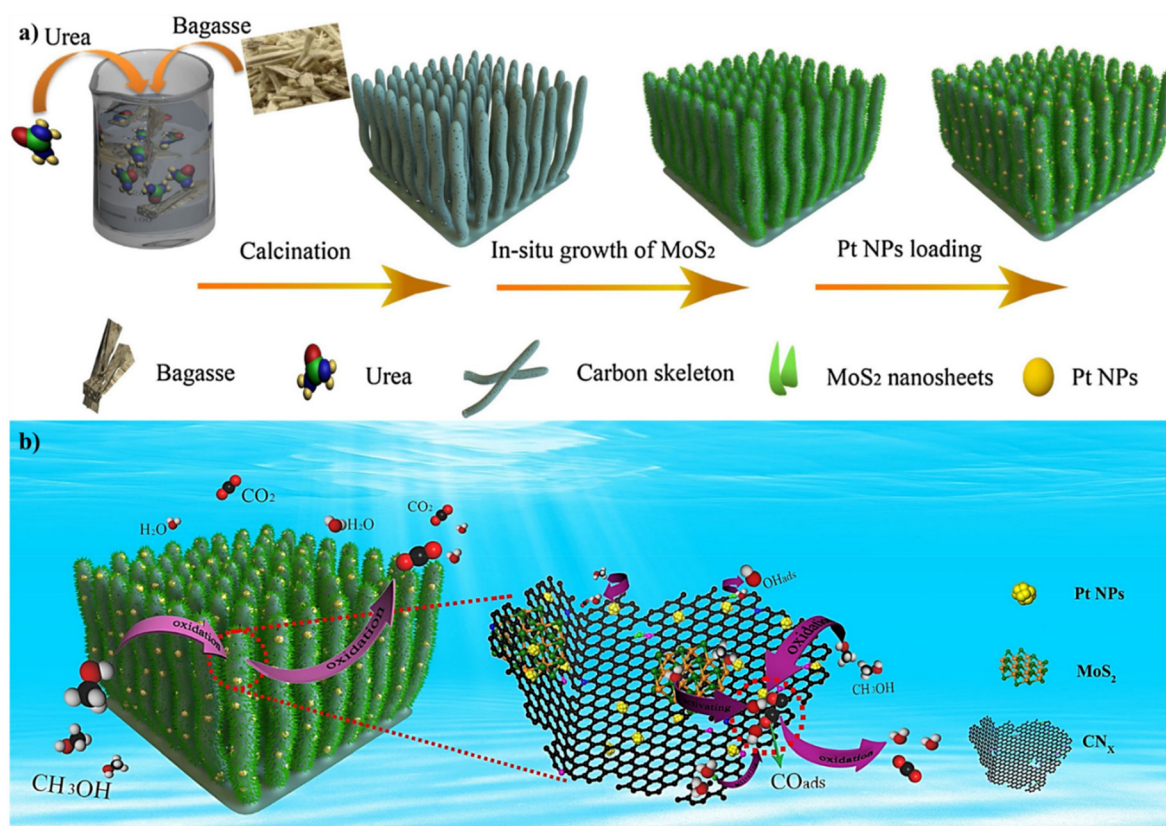 a)
Urea
Bagasse
Calcination
In-situ growth of MoS₂
Pt NPs loading
Bagasse
Urea
Carbon skeleton
MoS₂ nanosheets
Pt NPs
b)
CO₂
H₂O
H₂O
CO₂
oxidation
oxidation
CH₃OH
OHads
oxidation
CH₃OH
oxidation
COads
Pt NPs
MoS₂
CNₓ